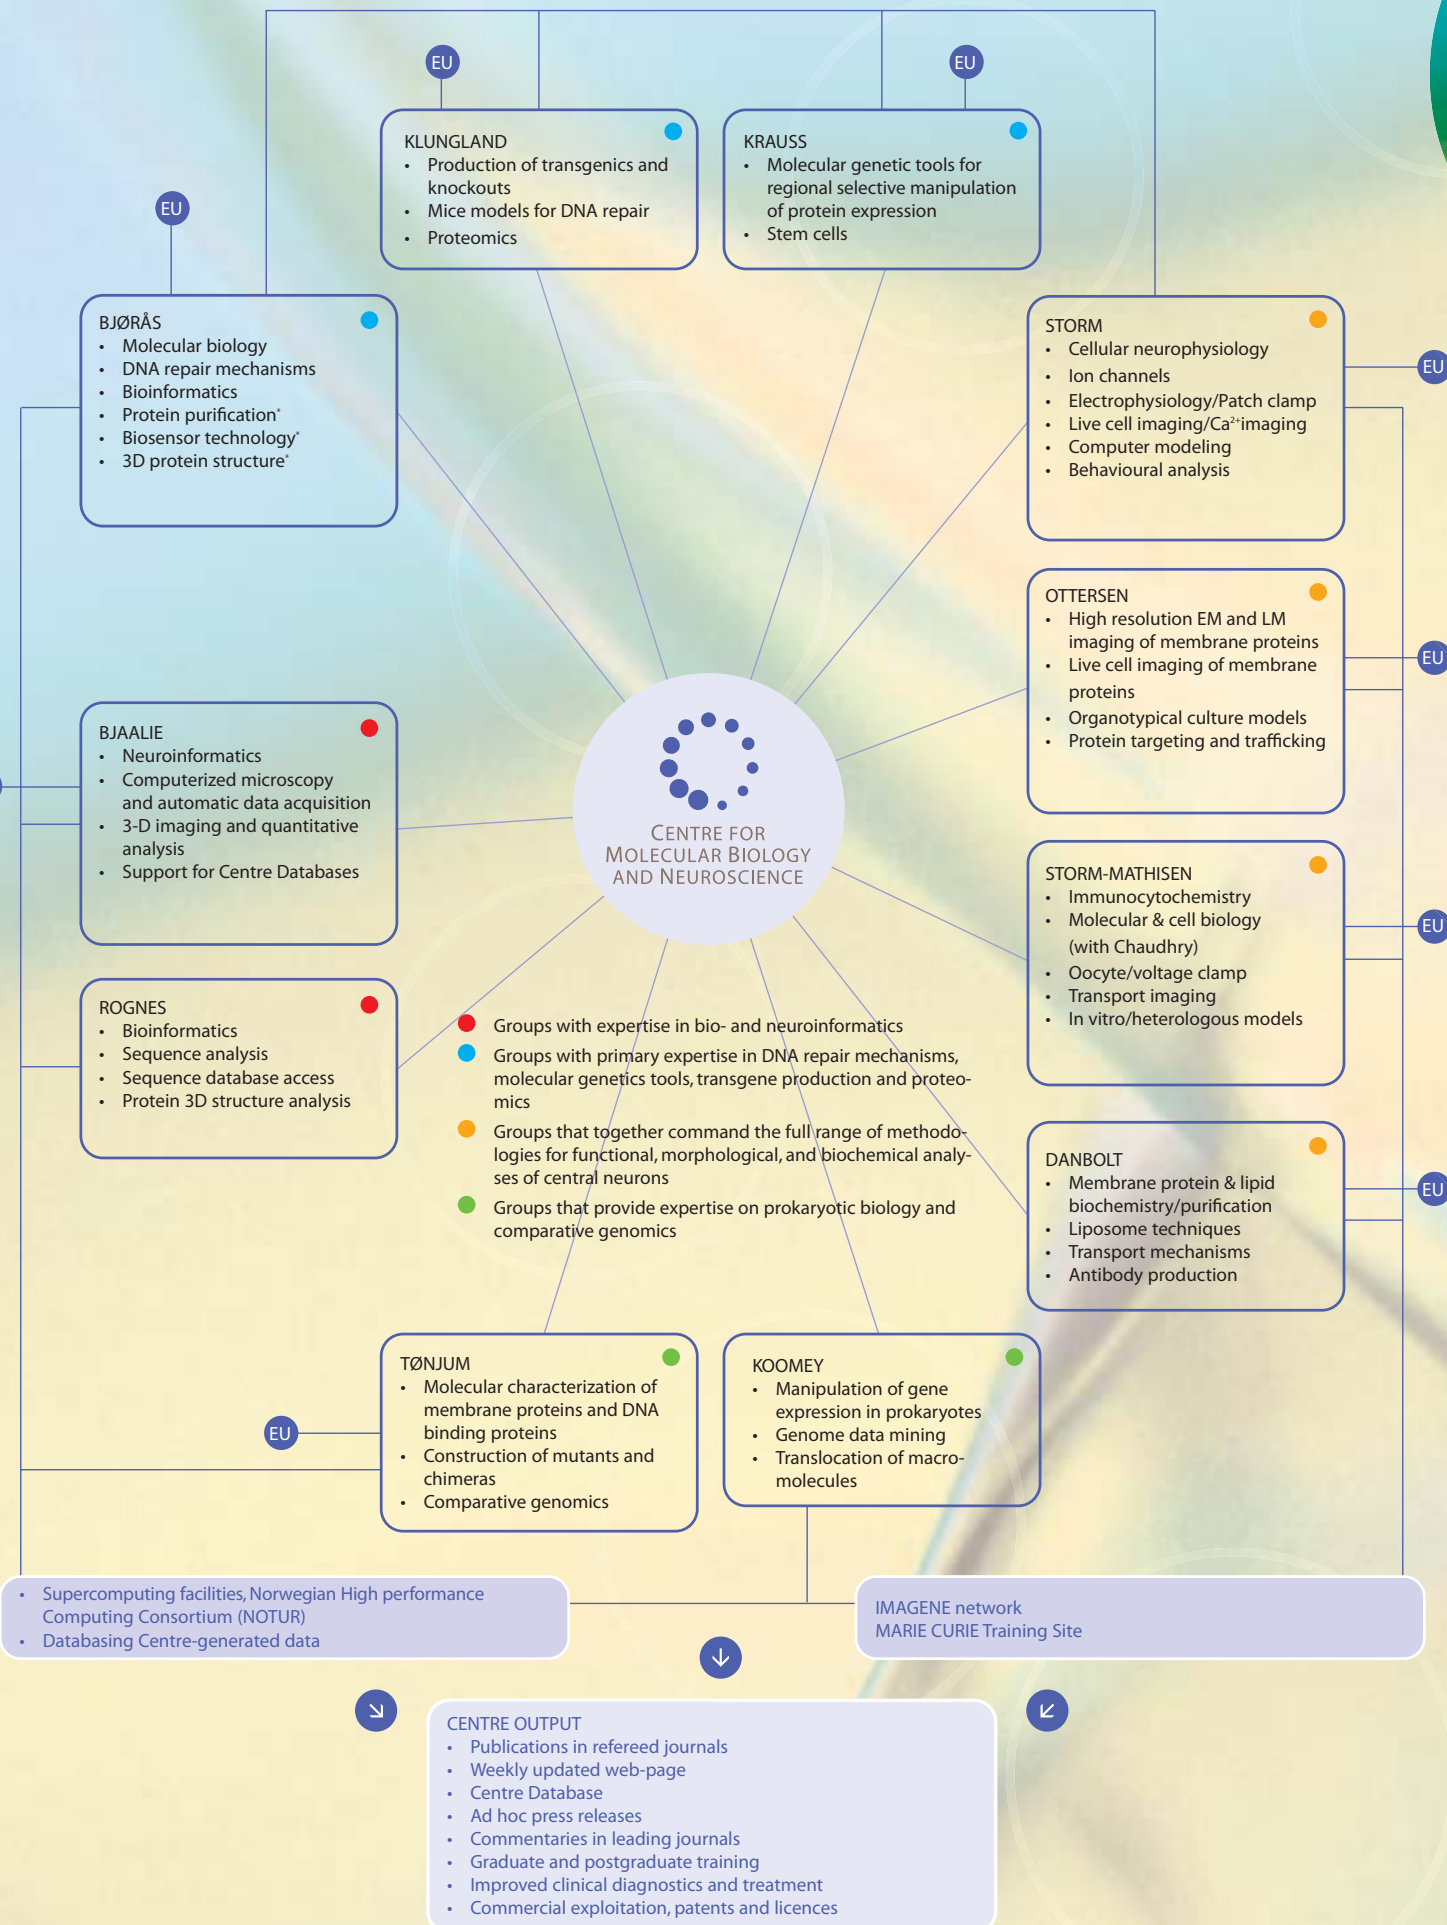 EU
EU
KLUNGLAND
• Production of transgenics and
knockouts
• Mice models for DNA repair
• Proteomics
KRAUSS
• Molecular genetic tools for
regional selective manipulation
of protein expression
• Stem cells
EU
BJØRÅS
• Molecular biology
• DNA repair mechanisms
• Bioinformatics
• Protein purification*
• Biosensor technology*
• 3D protein structure*
STORM
• Cellular neurophysiology
• Ion channels
• Electrophysiology/Patch clamp
• Live cell imaging/Ca²⁺imaging
• Computer modeling
• Behavioural analysis
EU
OTTERSEN
• High resolution EM and LM
imaging of membrane proteins
• Live cell imaging of membrane
proteins
• Organotypical culture models
• Protein targeting and trafficking
EU
BJAALIE
• Neuroinformatics
• Computerized microscopy
and automatic data acquisition
• 3-D imaging and quantitative
analysis
• Support for Centre Databases
CENTRE FOR
MOLECULAR BIOLOGY
AND NEUROSCIENCE
STORM-MATHISEN
• Immunocytochemistry
• Molecular & cell biology
(with Chaudhry)
• Oocyte/voltage clamp
• Transport imaging
• In vitro/heterologous models
EU
ROGNES
• Bioinformatics
• Sequence analysis
• Sequence database access
• Protein 3D structure analysis
Groups with expertise in bio- and neuroinformatics
Groups with primary expertise in DNA repair mechanisms,
molecular genetics tools, transgene production and proteo-
mics
Groups that together command the full range of methodo-
logies for functional, morphological, and biochemical analy-
ses of central neurons
Groups that provide expertise on prokaryotic biology and
comparative genomics
DANBOLT
• Membrane protein & lipid
biochemistry/purification
• Liposome techniques
• Transport mechanisms
• Antibody production
EU
EU
TØNJUM
• Molecular characterization of
membrane proteins and DNA
binding proteins
• Construction of mutants and
chimeras
• Comparative genomics
KOOMEY
• Manipulation of gene
expression in prokaryotes
• Genome data mining
• Translocation of macro-
molecules
• Supercomputing facilities, Norwegian High performance
Computing Consortium (NOTUR)
• Databasing Centre-generated data
IMAGENE network
MARIE CURIE Training Site
CENTRE OUTPUT
• Publications in refereed journals
• Weekly updated web-page
• Centre Database
• Ad hoc press releases
• Commentaries in leading journals
• Graduate and postgraduate training
• Improved clinical diagnostics and treatment
• Commercial exploitation, patents and licences